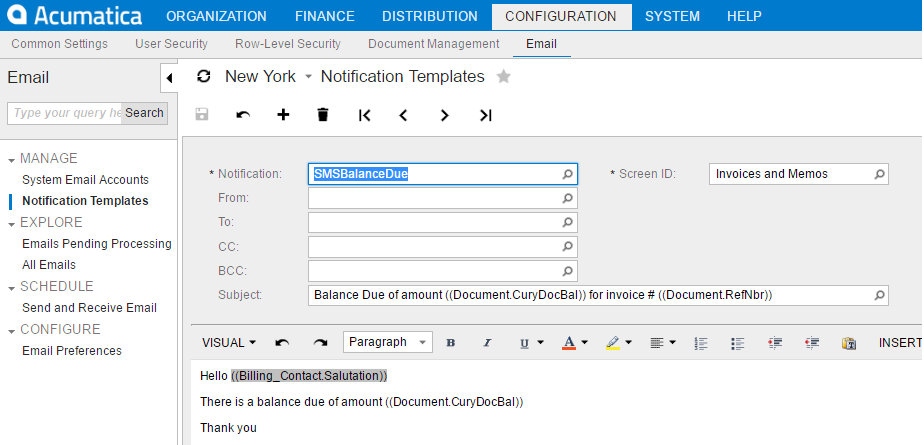 Acumatica ORGANIZATION FINANCE DISTRIBUTION CONFIGURATION SYSTEM HELP
Common Settings User Security Row-Level Security Document Management Email
Email
Type your query he Search
MANAGE
System Email Accounts
Notification Templates
EXPLORE
Emails Pending Processing
All Emails
SCHEDULE
Send and Receive Email
CONFIGURE
Email Preferences
New York Notification Templates
* Notification: SMSBalanceDue * Screen ID: Invoices and Memos
From:
To:
CC:
BCC:
Subject: Balance Due of amount ((Document.CuryDocBal)) for invoice # ((Document.RefNbr))
VISUAL Paragraph B I U A INSERT
Hello ((Billing_Contact.Salutation))
There is a balance due of amount ((Document.CuryDocBal))
Thank you